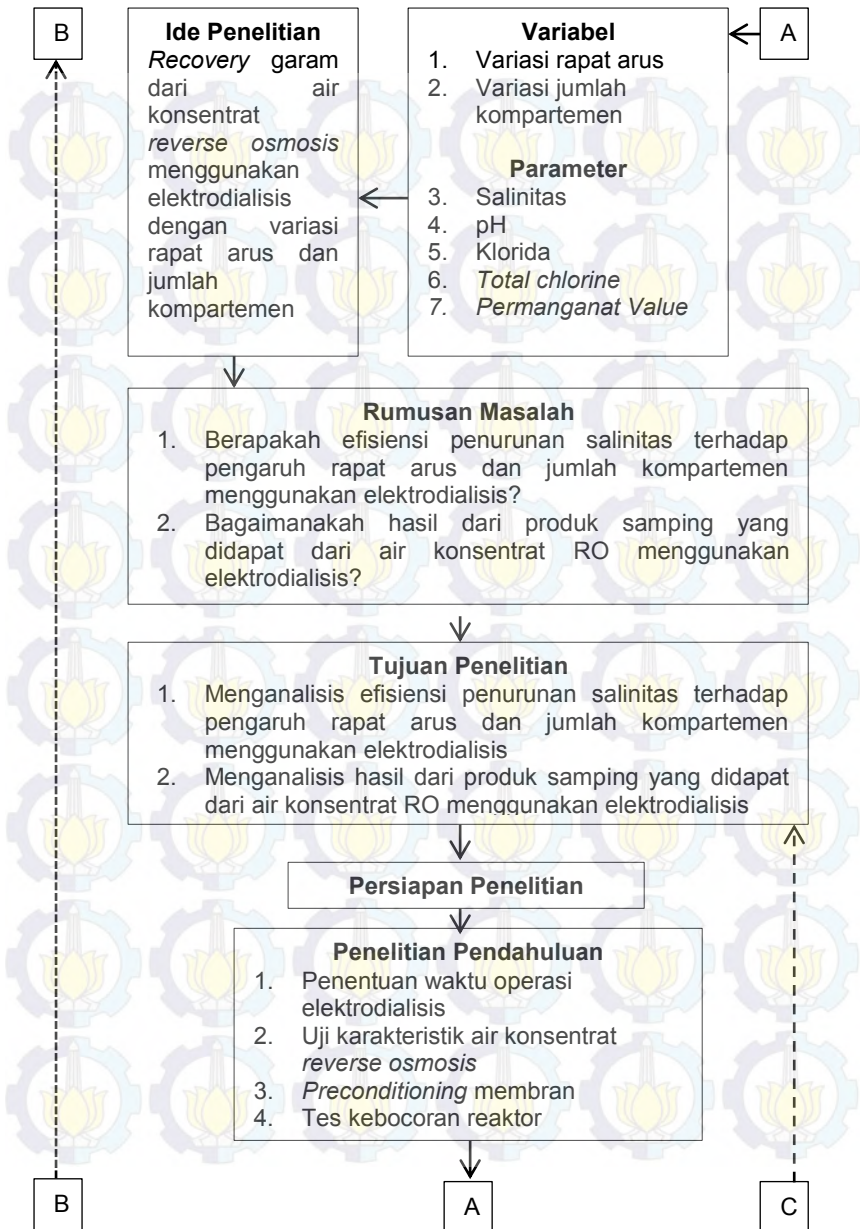 B
Ide Penelitian
Recovery garam
dari air
konsentrat
reverse osmosis
menggunakan
elektrodialisis
dengan variasi
rapat arus dan
jumlah
kompartemen
Variabel
1. Variasi rapat arus
2. Variasi jumlah
kompartemen
Parameter
3. Salinitas
4. pH
5. Klorida
6. Total chlorine
7. Permanganat Value
A
Rumusan Masalah
1. Berapakah efisiensi penurunan salinitas terhadap
pengaruh rapat arus dan jumlah kompartemen
menggunakan elektrodialisis?
2. Bagaimanakah hasil dari produk samping yang
didapat dari air konsentrat RO menggunakan
elektrodialisis?
Tujuan Penelitian
1. Menganalisis efisiensi penurunan salinitas terhadap
pengaruh rapat arus dan jumlah kompartemen
menggunakan elektrodialisis
2. Menganalisis hasil dari produk samping yang didapat
dari air konsentrat RO menggunakan elektrodialisis
Persiapan Penelitian
Penelitian Pendahuluan
1. Penentuan waktu operasi
elektrodialisis
2. Uji karakteristik air konsentrat
reverse osmosis
3. Preconditioning membran
4. Tes kebocoran reaktor
B
A
C